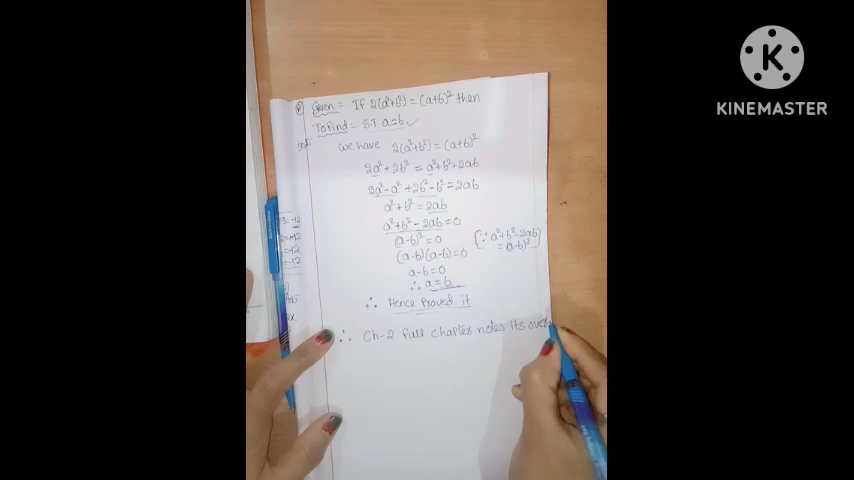 Given = If 2(a²+b²) = (a+b)² then
To find = S.T a=b
Solⁿ
we have 2(a²+b²) = (a+b)²
2a²+2b² = a²+b²+2ab
2a²-a²+2b²-b² = 2ab
a²+b² = 2ab
a²+b²-2ab = 0
(a-b)² = 0 [∵ a²+b²-2ab
= (a-b)²]
(a-b)(a-b) = 0
a-b = 0
∴ a = b
∴ Hence Proved it
∴ Ch-2 full chapter notes its over
K
KINEMASTER